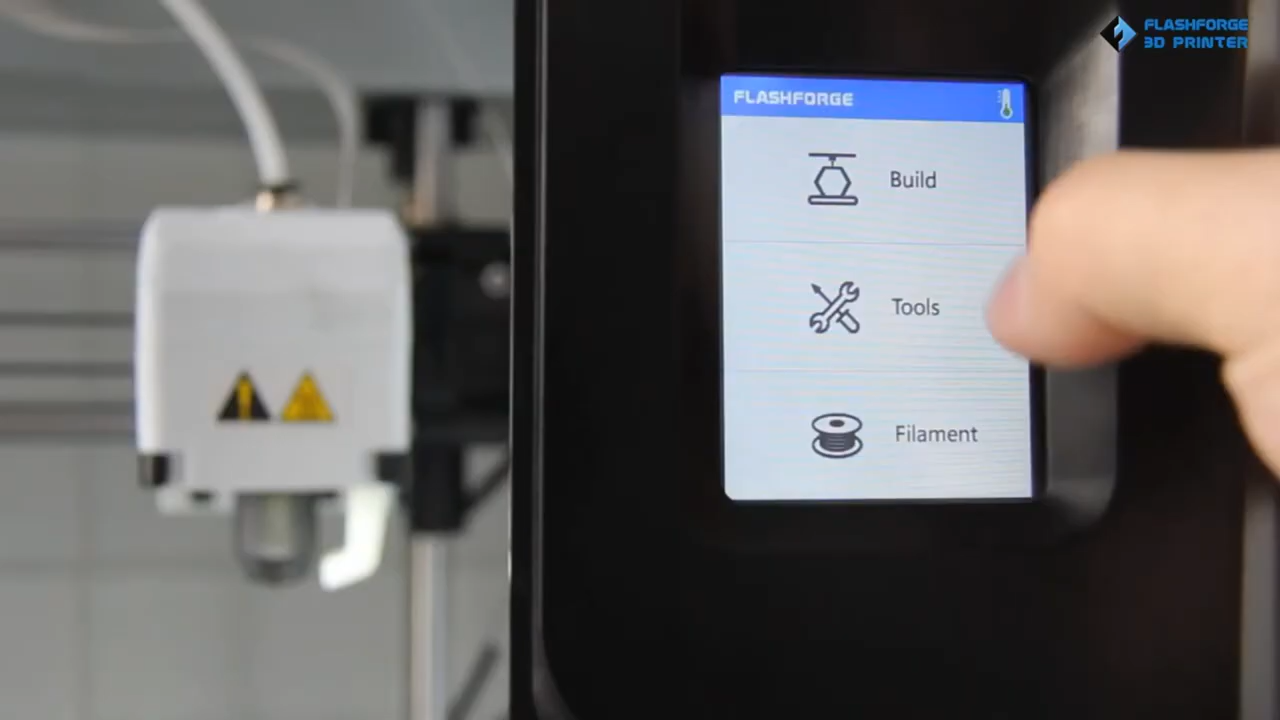 FLASHFORGE
3D PRINTER
FLASHFORGE
Build
Tools
Filament